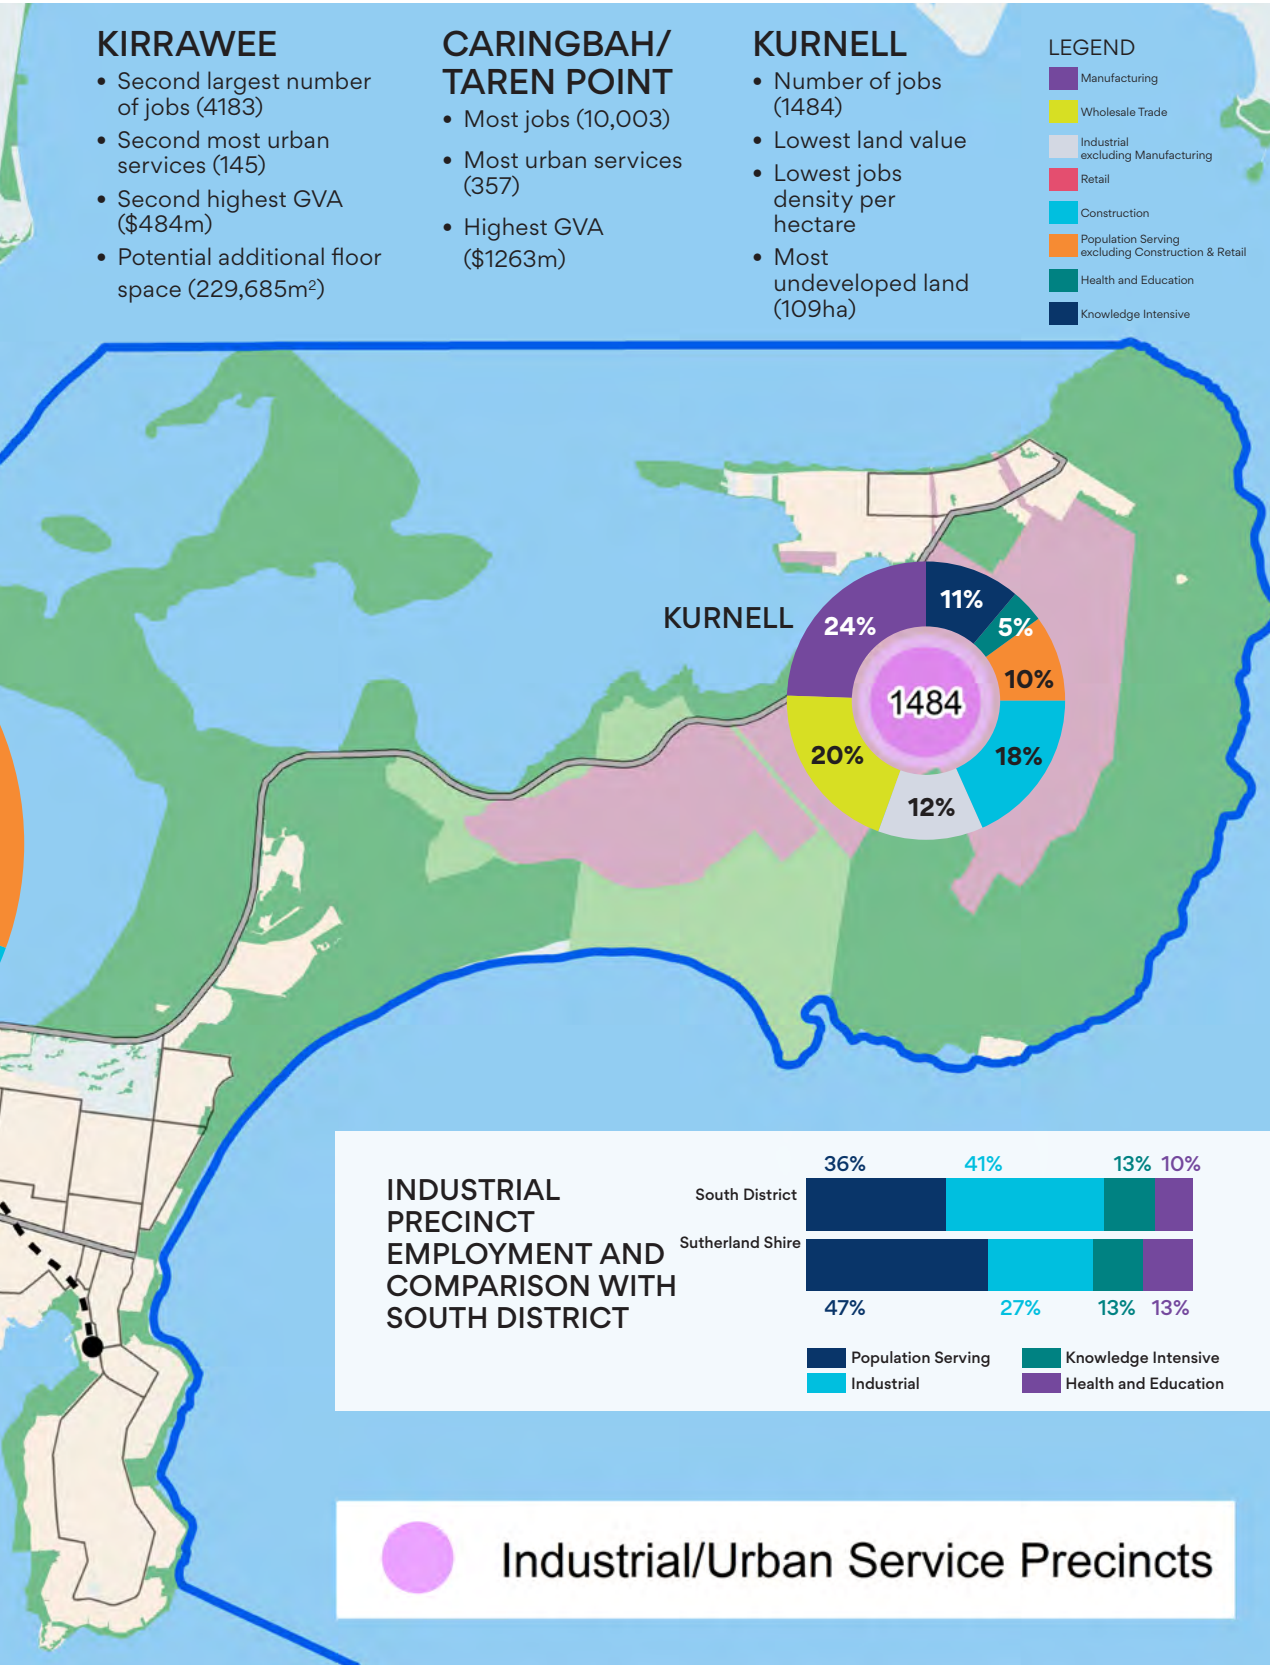 KIRRAWEE
• Second largest number
of jobs (4183)
• Second most urban
services (145)
• Second highest GVA
($484m)
• Potential additional floor
space (229,685m²)
CARINGBAH/
TAREN POINT
• Most jobs (10,003)
• Most urban services
(357)
• Highest GVA
($1263m)
KURNELL
• Number of jobs
(1484)
• Lowest land value
• Lowest jobs
density per
hectare
• Most
undeveloped land
(109ha)
LEGEND
Manufacturing
Wholesale Trade
Industrial
excluding Manufacturing
Retail
Construction
Population Serving
excluding Construction & Retail
Health and Education
Knowledge Intensive
KURNELL
24%
11%
5%
10%
1484
20%
18%
12%
INDUSTRIAL
PRECINCT
EMPLOYMENT AND
COMPARISON WITH
SOUTH DISTRICT
36% 41% 13% 10%
South District
Sutherland Shire
47% 27% 13% 13%
Population Serving
Industrial
Knowledge Intensive
Health and Education
Industrial/Urban Service Precincts